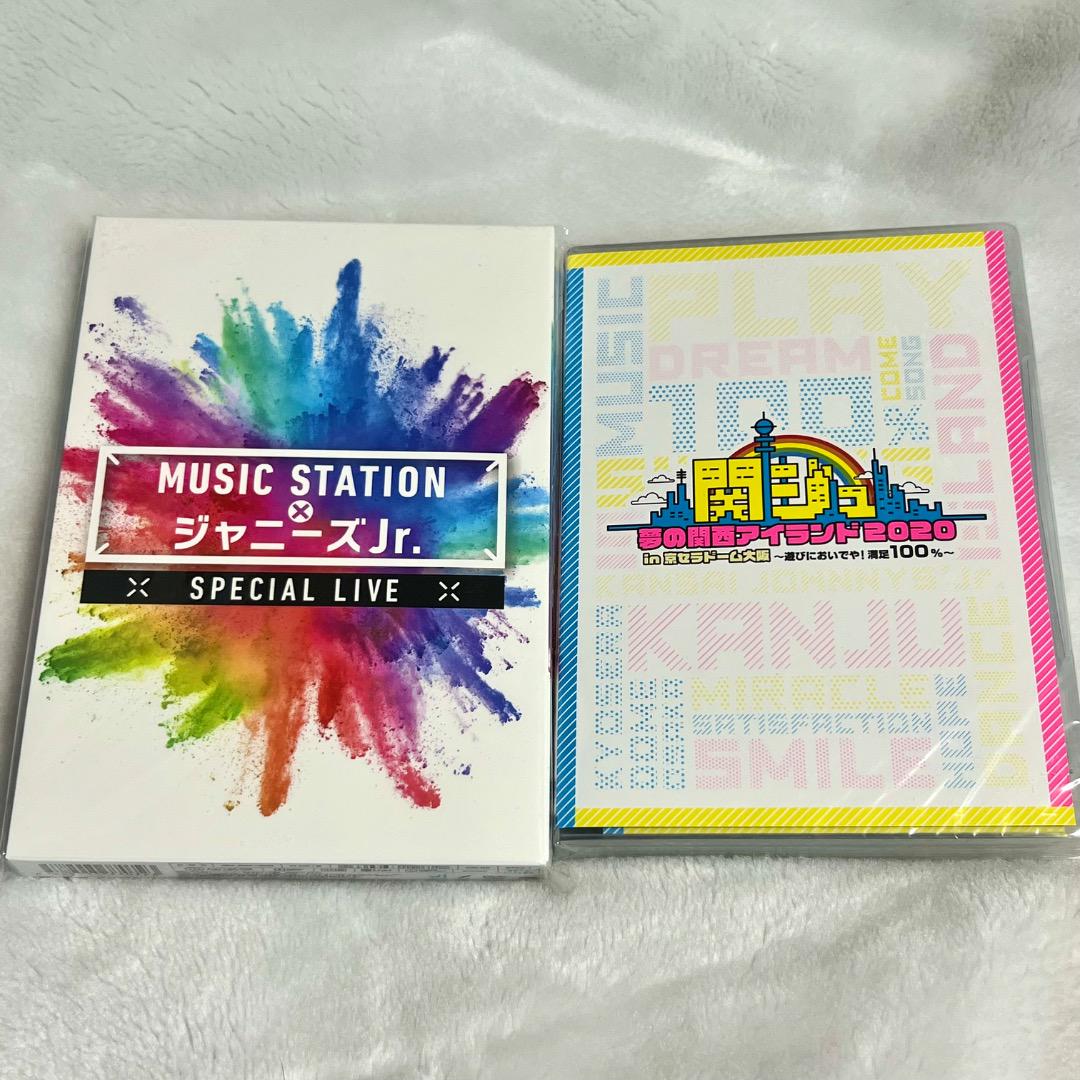 MUSIC STATION
×
ジャニーズJr.
SPECIAL LIVE
MUSIC
PLAY
DREAM
COME
SONG
100%
ISLAND
関ジュ
夢の関西アイランド2020
in 京セラドーム大阪 〜遊びにおいでや!満足100%〜
KANSAI JOHNNYS' Jr.
KANJU
KYOCERA
DOME
MIRACLE
SATISFACTION
SMILE
HOPE
DANCE